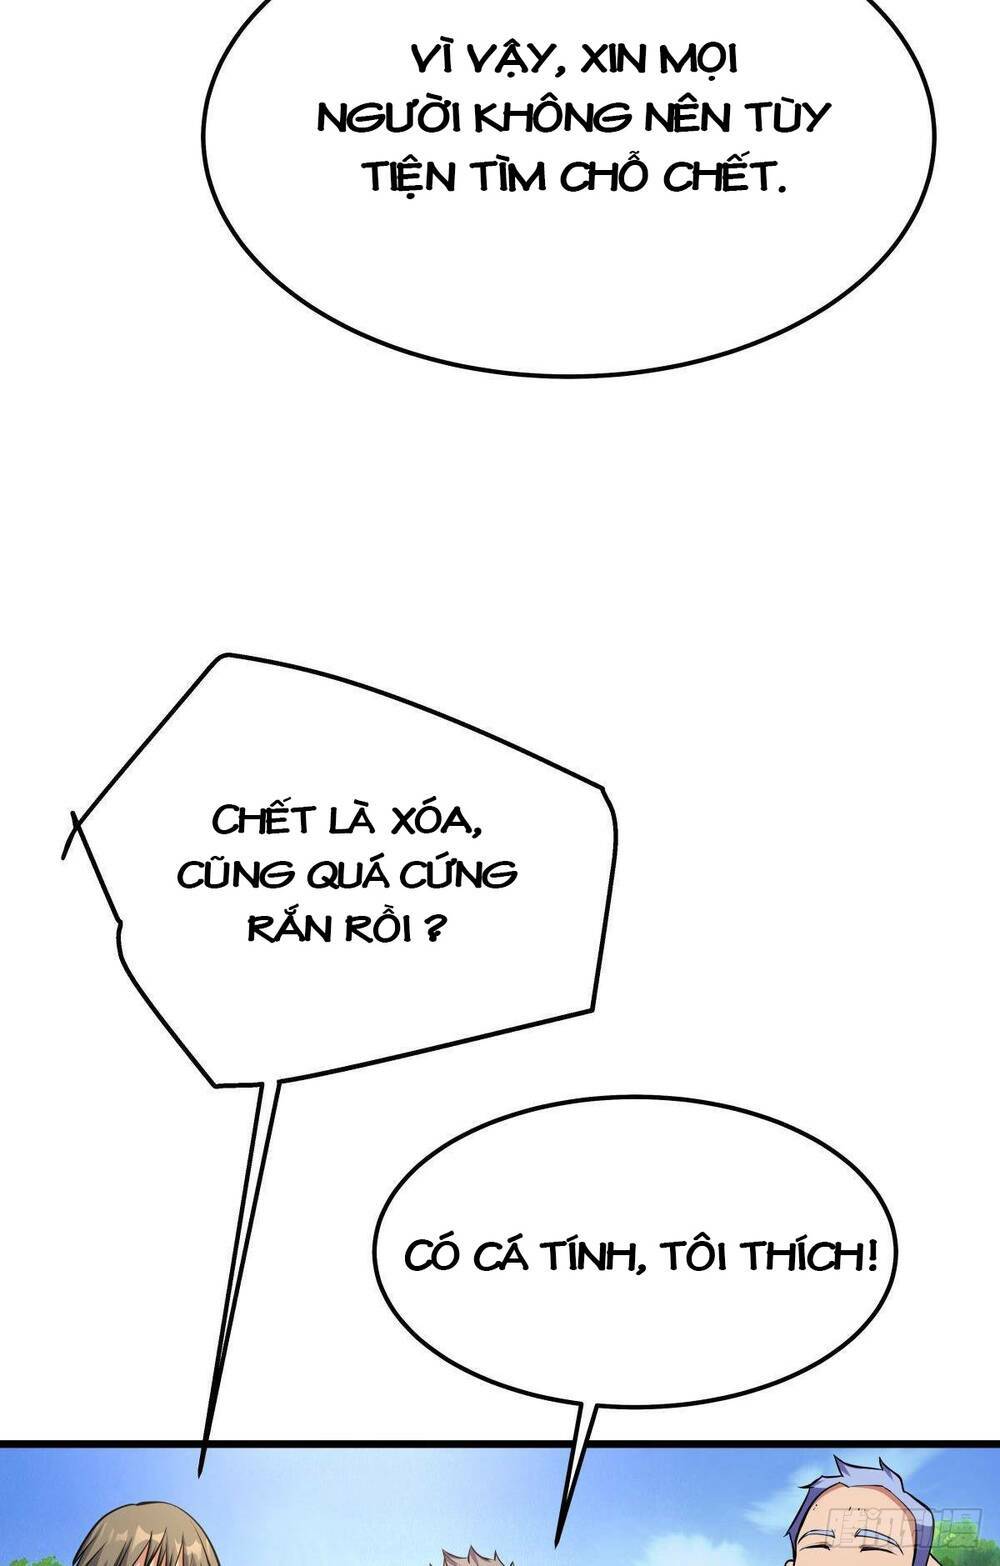 VÌ VẬY, XIN MỌI
NGƯỜI KHÔNG NÊN TÙY
TIỆN TÌM CHỖ CHẾT.
CHẾT LÀ XÓA,
CŨNG QUÁ CỨNG
RẮN RỒI ?
CÓ CÁ TÍNH, TÔI THÍCH!